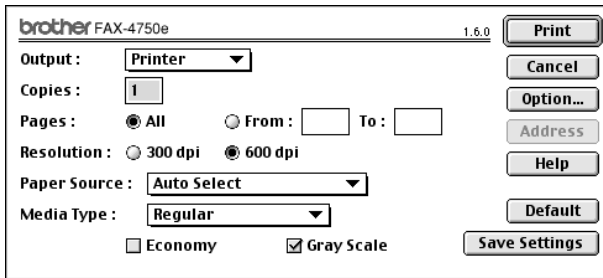 brother FAX-4750e 1.6.0 Print
Output : Printer Cancel
Copies : 1 Option...
Pages : All From : To : Address
Resolution : 300 dpi 600 dpi Help
Paper Source : Auto Select
Media Type : Regular Default
Economy Gray Scale Save Settings